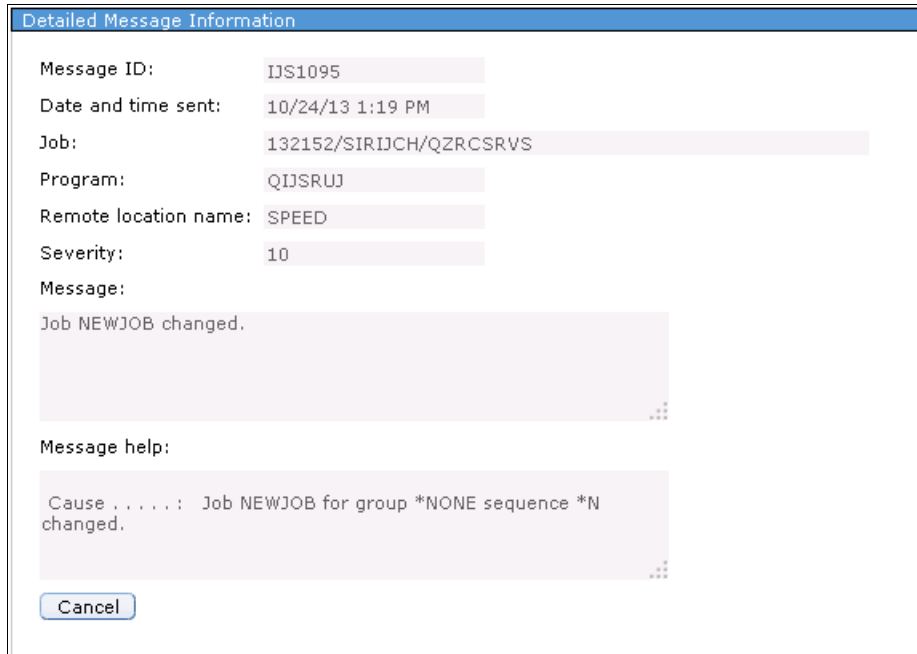 Detailed Message Information
Message ID: IJS1095
Date and time sent: 10/24/13 1:19 PM
Job: 132152/SIRIJCH/QZRCSRVS
Program: QIJSRUJ
Remote location name: SPEED
Severity: 10
Message:
Job NEWJOB changed.
Message help:
Cause . . . . . :   Job NEWJOB for group *NONE sequence *N
changed.
Cancel